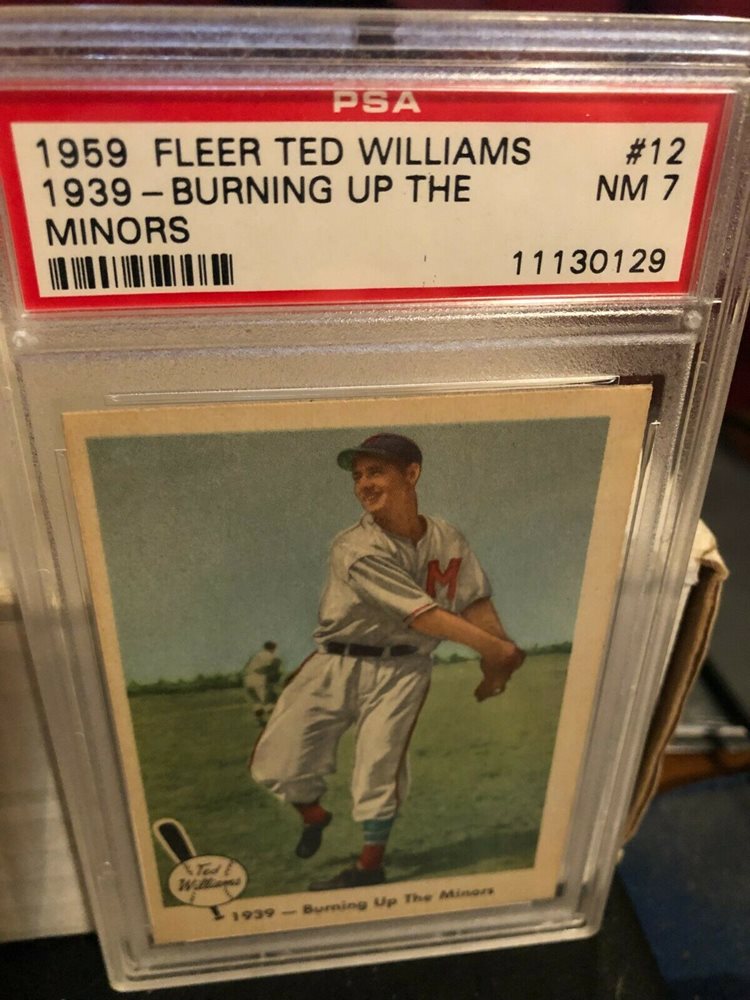 PSA
1959 FLEER TED WILLIAMS #12
1939 – BURNING UP THE NM 7
MINORS
11130129
M
Ted
Williams
1939 — Burning Up The Minors